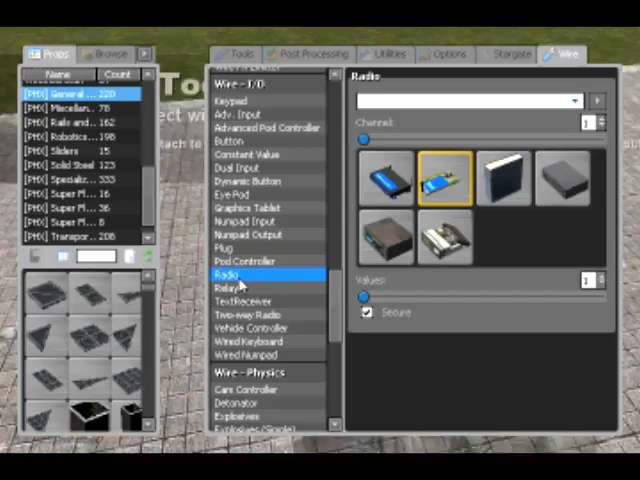 Props
Browse
Tools
Post Processing
Utilities
Options
Stargate
Wire
Name
Count
[PHX] General ... 220
[PHX] Miscellan... 78
[PHX] Rails and ... 162
[PHX] Robotics... 198
[PHX] Sliders 15
[PHX] Solid Steel 123
[PHX] Specializ... 333
[PHX] Super M... 16
[PHX] Super M... 36
[PHX] Super M... 8
[PHX] Transpor... 208
Wire - I/O
Keypad
Adv. Input
Advanced Pod Controller
Button
Constant Value
Dual Input
Dynamic Button
Eye Pod
Graphics Tablet
Numpad Input
Numpad Output
Plug
Pod Controller
Radio
Relay
TextReceiver
Two-way Radio
Vehicle Controller
Wired Keyboard
Wired Numpad
Wire - Physics
Cam Controller
Detonator
Explosives
Explosives (Simple)
Radio
Channel:
1
Values:
1
Secure